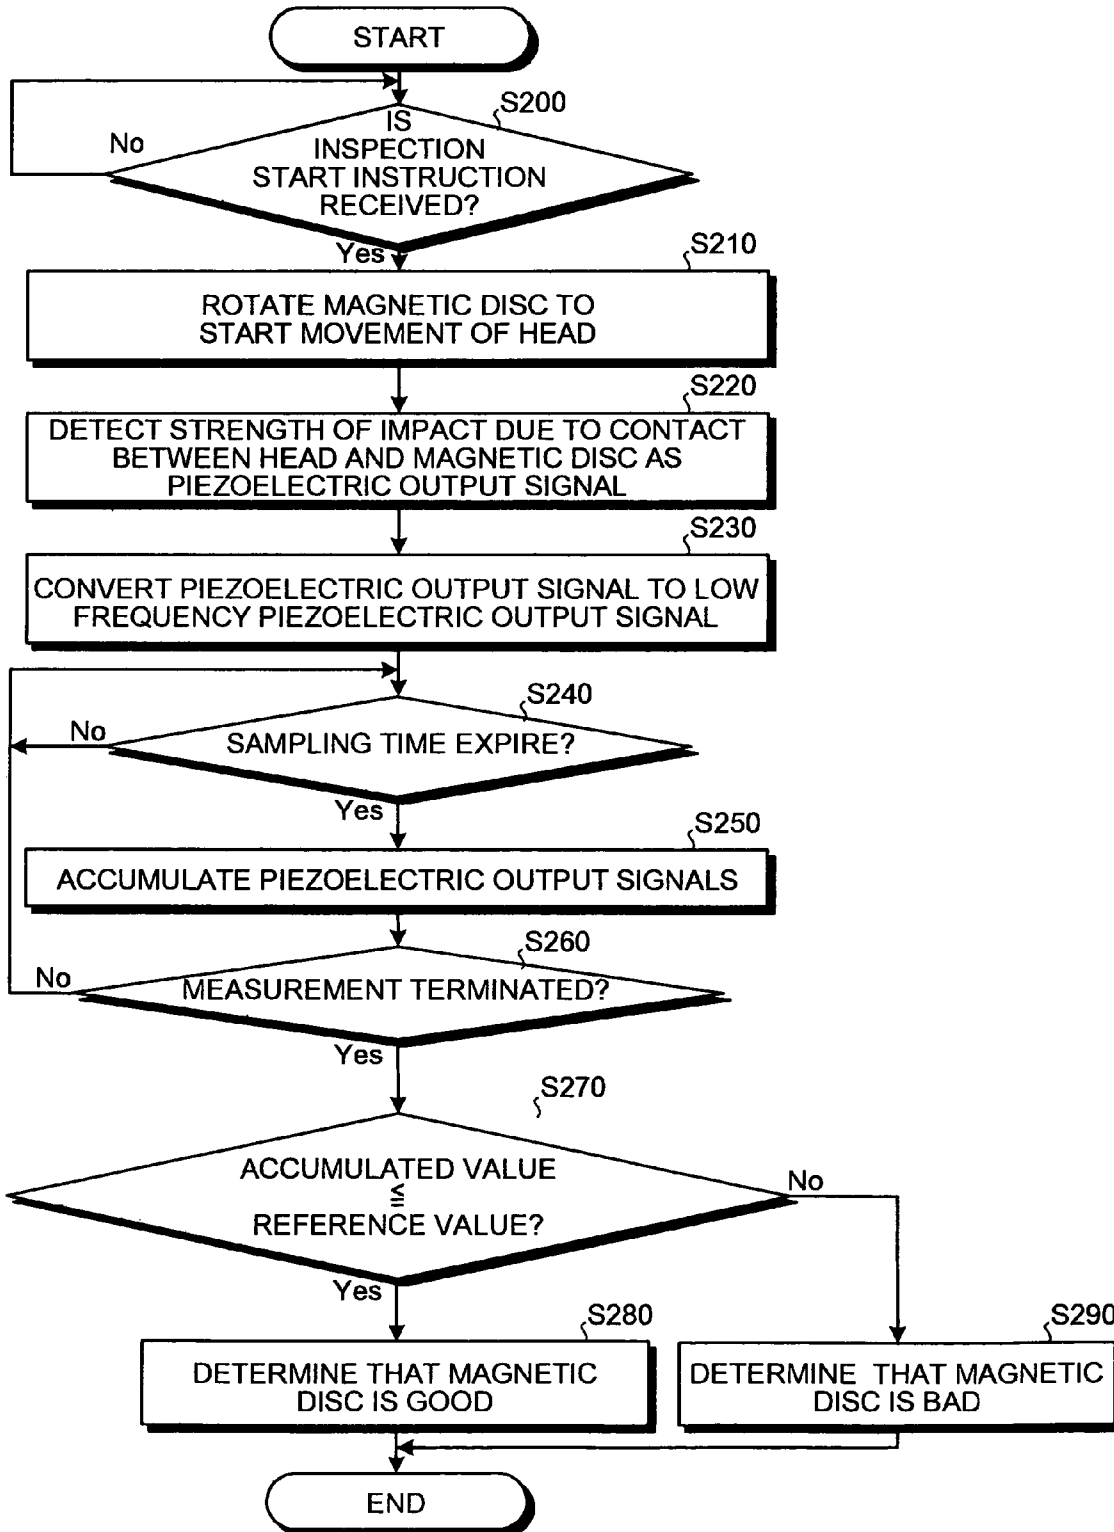 START
S200
No
IS
INSPECTION
START INSTRUCTION
RECEIVED?
Yes
S210
ROTATE MAGNETIC DISC TO
START MOVEMENT OF HEAD
S220
DETECT STRENGTH OF IMPACT DUE TO CONTACT
BETWEEN HEAD AND MAGNETIC DISC AS
PIEZOELECTRIC OUTPUT SIGNAL
S230
CONVERT PIEZOELECTRIC OUTPUT SIGNAL TO LOW
FREQUENCY PIEZOELECTRIC OUTPUT SIGNAL
S240
No
SAMPLING TIME EXPIRE?
Yes
S250
ACCUMULATE PIEZOELECTRIC OUTPUT SIGNALS
S260
No
MEASUREMENT TERMINATED?
Yes
S270
ACCUMULATED VALUE
≦
REFERENCE VALUE?
No
Yes
S280
DETERMINE THAT MAGNETIC
DISC IS GOOD
S290
DETERMINE THAT MAGNETIC
DISC IS BAD
END